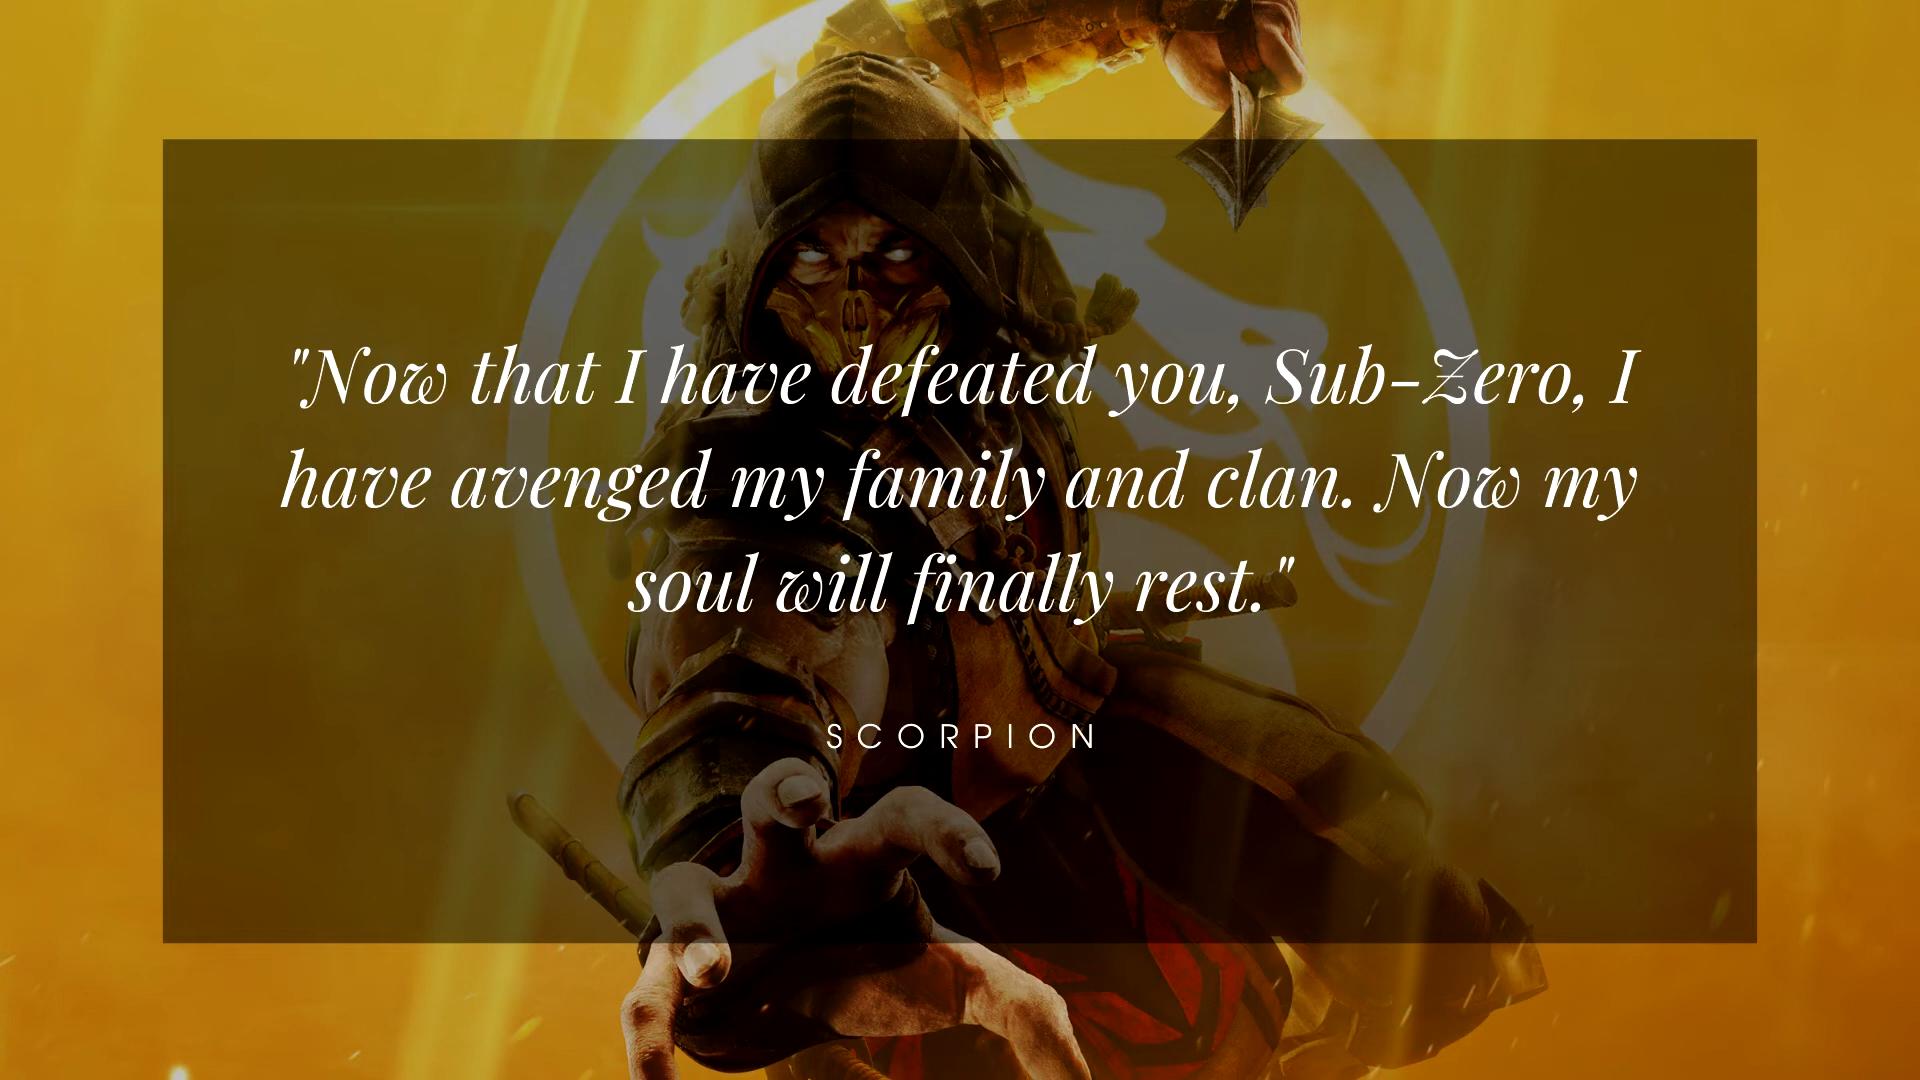 "Now that I have defeated you, Sub-Zero, I
have avenged my family and clan. Now my
soul will finally rest."
SCORPION